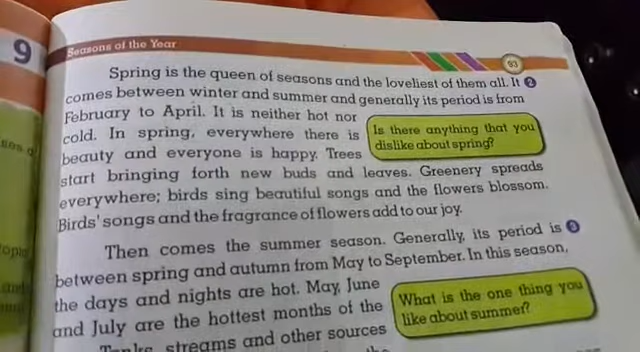 9
Seasons of the Year
93
Spring is the queen of seasons and the loveliest of them all. It 2
comes between winter and summer and generally its period is from
February to April. It is neither hot nor
cold. In spring, everywhere there is
beauty and everyone is happy. Trees
Is there anything that you
dislike about spring?
start bringing forth new buds and leaves. Greenery spreads
everywhere; birds sing beautiful songs and the flowers blossom.
Birds' songs and the fragrance of flowers add to our joy.
Then comes the summer season. Generally, its period is 3
between spring and autumn from May to September. In this season,
the days and nights are hot. May, June
and July are the hottest months of the
What is the one thing you
like about summer?
streams and other sources